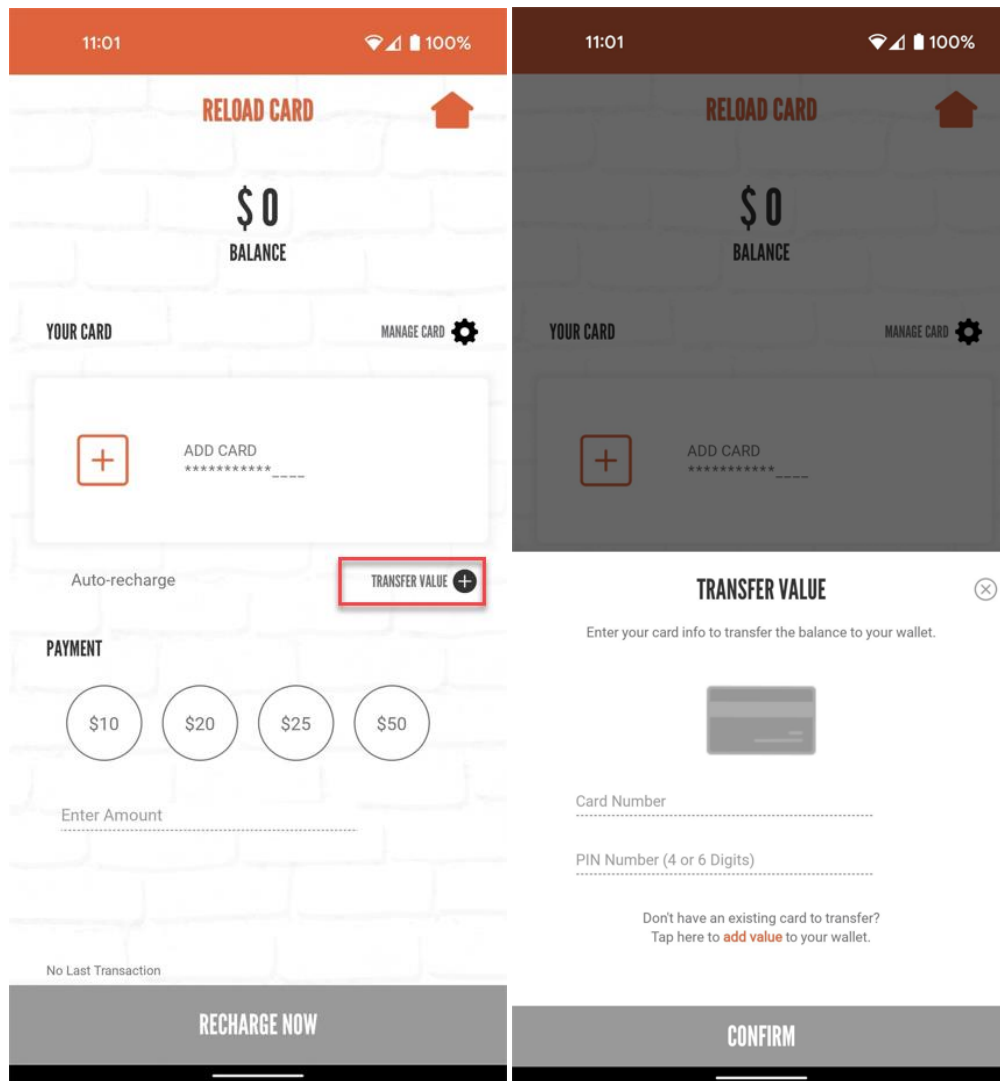 11:01
100%
RELOAD CARD
$ 0
BALANCE
YOUR CARD
MANAGE CARD
ADD CARD
***********____
Auto-recharge
TRANSFER VALUE
PAYMENT
$10
$20
$25
$50
Enter Amount
No Last Transaction
RECHARGE NOW
11:01
100%
RELOAD CARD
$ 0
BALANCE
YOUR CARD
MANAGE CARD
ADD CARD
***********____
TRANSFER VALUE
Enter your card info to transfer the balance to your wallet.
Card Number
PIN Number (4 or 6 Digits)
Don't have an existing card to transfer?
Tap here to add value to your wallet.
CONFIRM